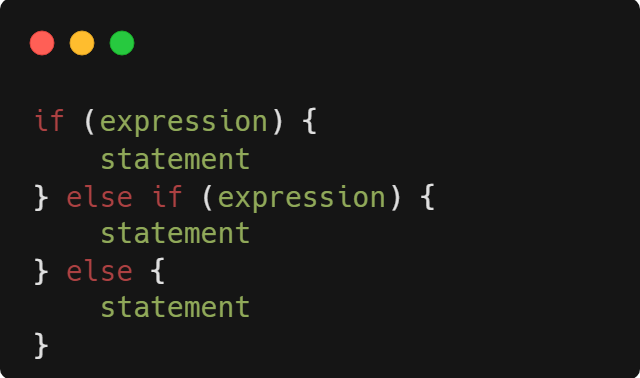 if (expression) {
    statement
} else if (expression) {
    statement
} else {
    statement
}